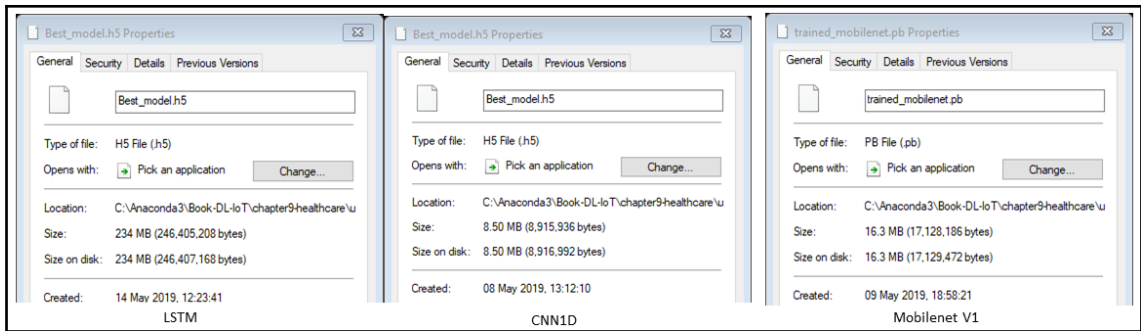 Best_model.h5 Properties
General Security Details Previous Versions
Best_model.h5
Type of file: H5 File (.h5)
Opens with: Pick an application Change...
Location: C:\Anaconda3\Book-DL-IoT\chapter9-healthcare\u
Size: 234 MB (246,405,208 bytes)
Size on disk: 234 MB (246,407,168 bytes)
Created: 14 May 2019, 12:23:41
LSTM
Best_model.h5 Properties
General Security Details Previous Versions
Best_model.h5
Type of file: H5 File (.h5)
Opens with: Pick an application Change...
Location: C:\Anaconda3\Book-DL-IoT\chapter9-healthcare\u
Size: 8.50 MB (8,915,936 bytes)
Size on disk: 8.50 MB (8,916,992 bytes)
Created: 08 May 2019, 13:12:10
CNN1D
trained_mobilenet.pb Properties
General Security Details Previous Versions
trained_mobilenet.pb
Type of file: PB File (.pb)
Opens with: Pick an application Change...
Location: C:\Anaconda3\Book-DL-IoT\chapter9-healthcare\u
Size: 16.3 MB (17,128,186 bytes)
Size on disk: 16.3 MB (17,129,472 bytes)
Created: 09 May 2019, 18:58:21
Mobilenet V1